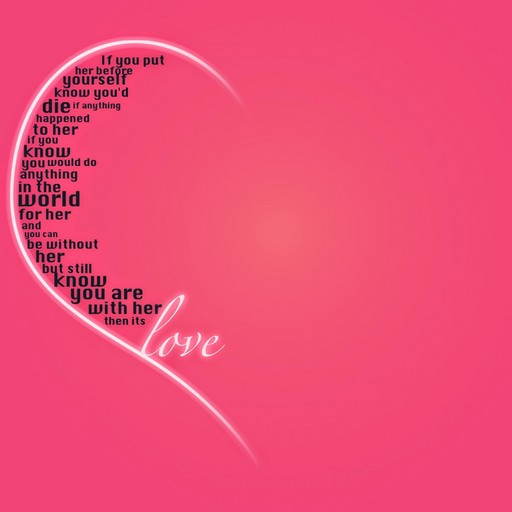 If you put
her before
yourself
know you'd
die if anything
happened
to her
if you
know
you would do
anything
in the
world
for her
and
you can
be without
her
but still
know
you are
with her
then its
love